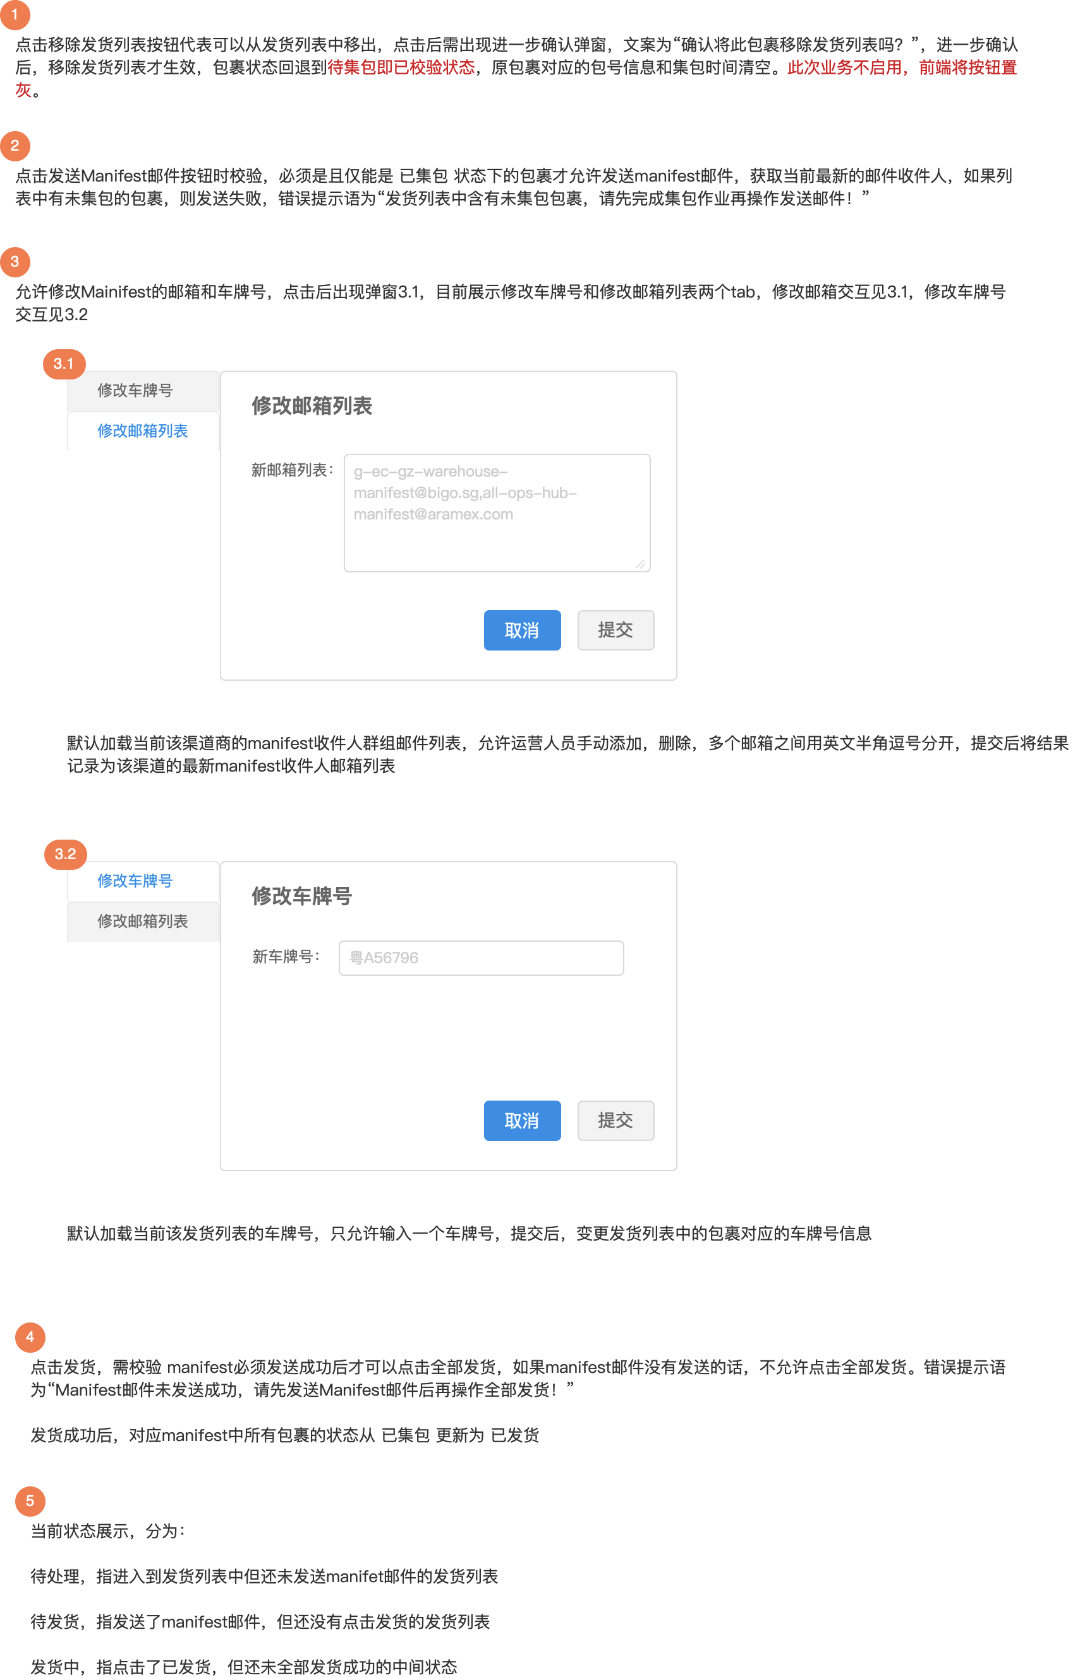 1
点击移除发货列表按钮代表可以从发货列表中移出，点击后需出现进一步确认弹窗，文案为“确认将此包裹移除发货列表吗？”，进一步确认
后，移除发货列表才生效，包裹状态回退到待集包即已校验状态，原包裹对应的包号信息和集包时间清空。此次业务不启用，前端将按钮置
灰。
2
点击发送Manifest邮件按钮时校验，必须是且仅能是 已集包 状态下的包裹才允许发送manifest邮件，获取当前最新的邮件收件人，如果列
表中有未集包的包裹，则发送失败，错误提示语为“发货列表中含有未集包包裹，请先完成集包作业再操作发送邮件！”
3
允许修改Mainifest的邮箱和车牌号，点击后出现弹窗3.1，目前展示修改车牌号和修改邮箱列表两个tab，修改邮箱交互见3.1，修改车牌号
交互见3.2
3.1
修改车牌号
修改邮箱列表
修改邮箱列表
新邮箱列表：
g-ec-gz-warehouse-
manifest@bigo.sg,all-ops-hub-
manifest@aramex.com
取消 提交
默认加载当前该渠道商的manifest收件人群组邮件列表，允许运营人员手动添加，删除，多个邮箱之间用英文半角逗号分开，提交后将结果
记录为该渠道的最新manifest收件人邮箱列表
3.2
修改车牌号
修改邮箱列表
修改车牌号
新车牌号： 粤A56796
取消 提交
默认加载当前该发货列表的车牌号，只允许输入一个车牌号，提交后，变更发货列表中的包裹对应的车牌号信息
4
点击发货，需校验 manifest必须发送成功后才可以点击全部发货，如果manifest邮件没有发送的话，不允许点击全部发货。错误提示语
为“Manifest邮件未发送成功，请先发送Manifest邮件后再操作全部发货！”
发货成功后，对应manifest中所有包裹的状态从 已集包 更新为 已发货
5
当前状态展示，分为：
待处理，指进入到发货列表中但还未发送manifet邮件的发货列表
待发货，指发送了manifest邮件，但还没有点击发货的发货列表
发货中，指点击了已发货，但还未全部发货成功的中间状态